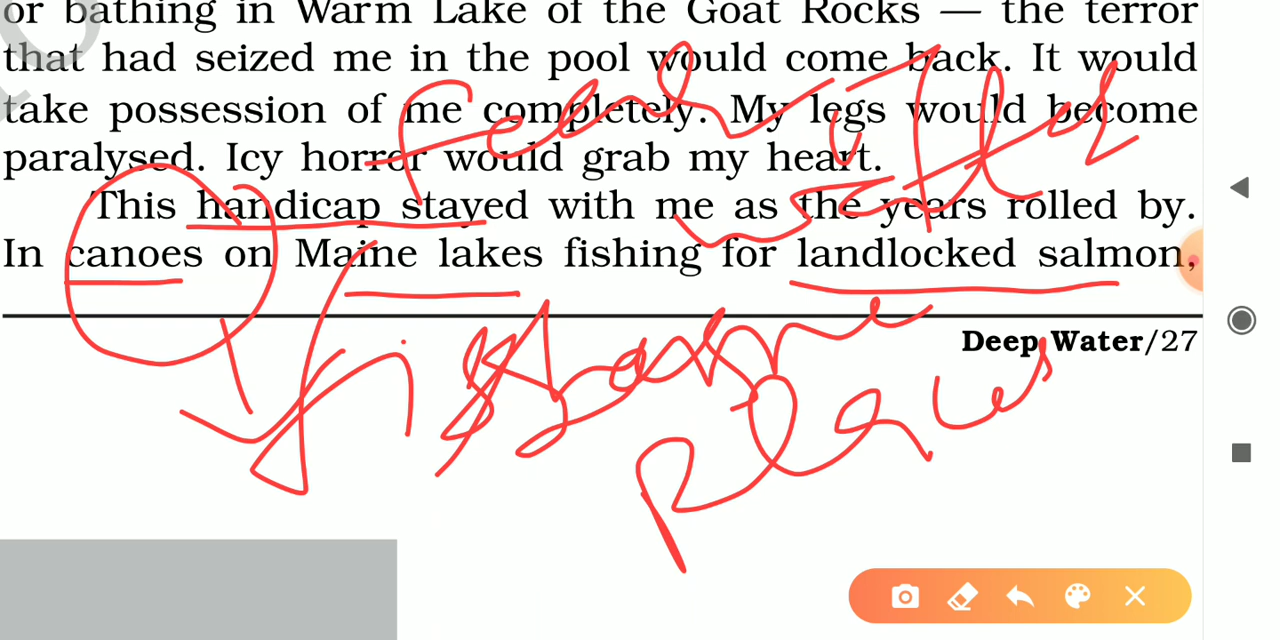 or bathing in Warm Lake of the Goat Rocks — the terror
that had seized me in the pool would come back. It would
take possession of me completely. My legs would become
paralysed. Icy horror would grab my heart.
This handicap stayed with me as the years rolled by.
In canoes on Maine lakes fishing for landlocked salmon,
Deep Water/27
fear
water
places